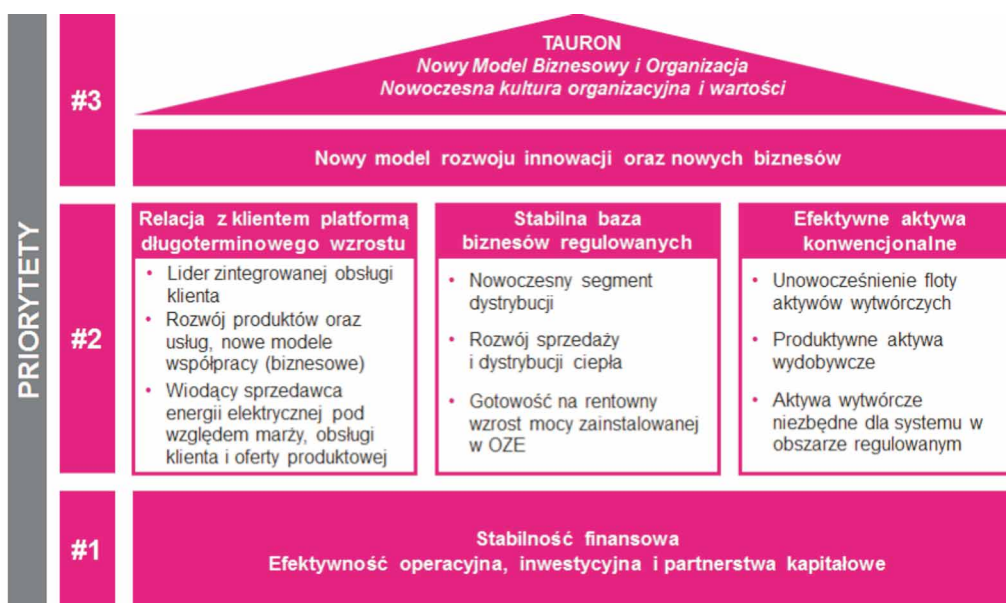 PRIORYTETY
#3
TAURON
Nowy Model Biznesowy i Organizacja
Nowoczesna kultura organizacyjna i wartości
Nowy model rozwoju innowacji oraz nowych biznesów
#2
Relacja z klientem platformą
długoterminowego wzrostu
• Lider zintegrowanej obsługi
klienta
• Rozwój produktów oraz
usług, nowe modele
współpracy (biznesowe)
• Wiodący sprzedawca
energii elektrycznej pod
względem marży, obsługi
klienta i oferty produktowej
Stabilna baza
biznesów regulowanych
• Nowoczesny segment
dystrybucji
• Rozwój sprzedaży
i dystrybucji ciepła
• Gotowość na rentowny
wzrost mocy zainstalowanej
w OZE
Efektywne aktywa
konwencjonalne
• Unowocześnienie floty
aktywów wytwórczych
• Produktywne aktywa
wydobywcze
• Aktywa wytwórcze
niezbędne dla systemu w
obszarze regulowanym
#1
Stabilność finansowa
Efektywność operacyjna, inwestycyjna i partnerstwa kapitałowe